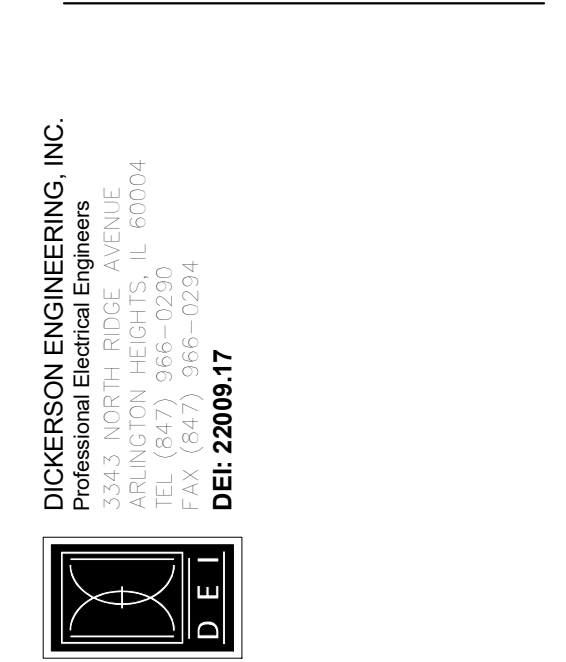 DICKERSON ENGINEERING, INC.
Professional Electrical Engineers
3343 NORTH RIDGE AVENUE
ARLINGTON HEIGHTS, IL 60004
TEL (847) 966-0290
FAX (847) 966-0294
DEI: 22009.17
DEI